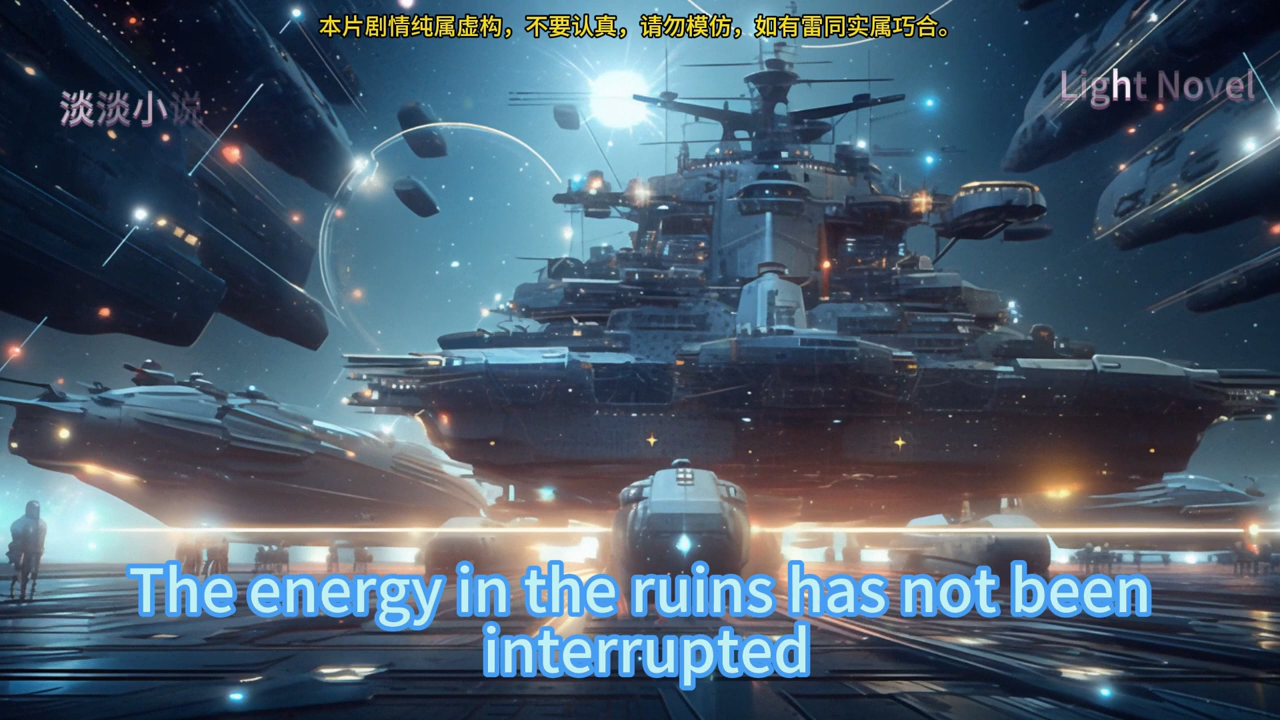 本片剧情纯属虚构，不要认真，请勿模仿，如有雷同实属巧合。
淡淡小说
Light Novel
The energy in the ruins has not been
interrupted